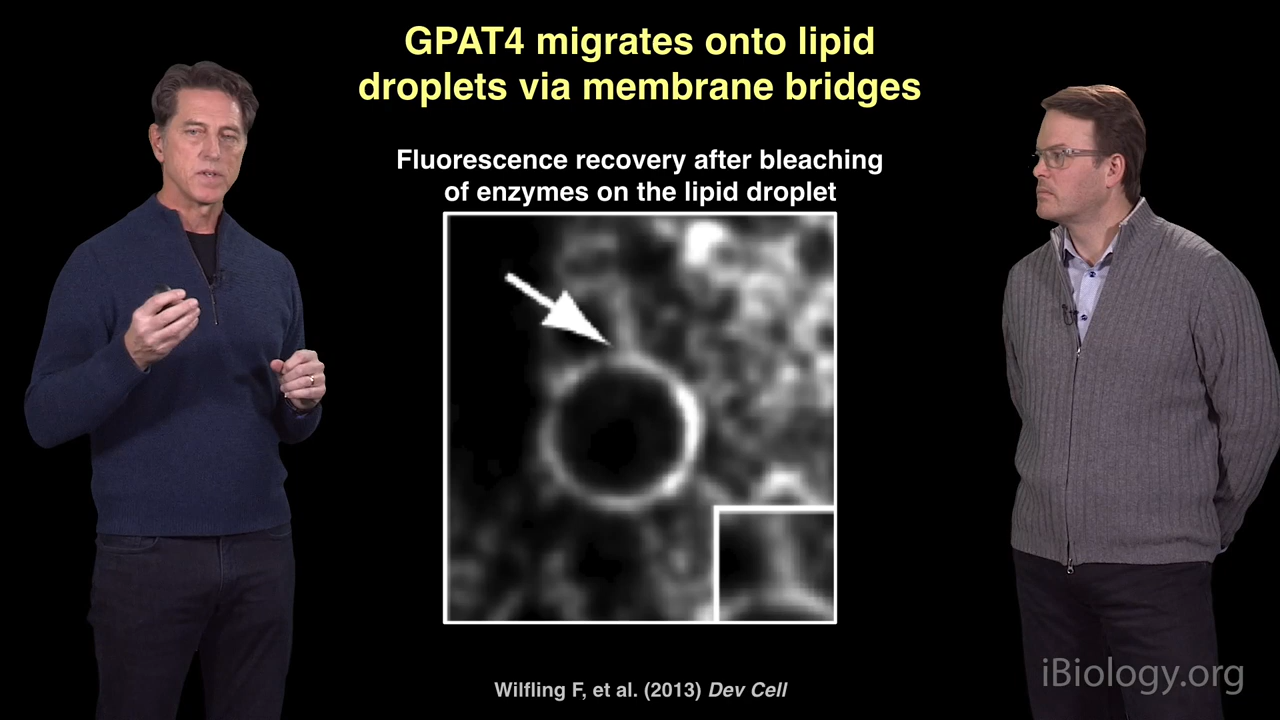 GPAT4 migrates onto lipid
droplets via membrane bridges
Fluorescence recovery after bleaching
of enzymes on the lipid droplet
Wilfling F, et al. (2013) Dev Cell
iBiology.org